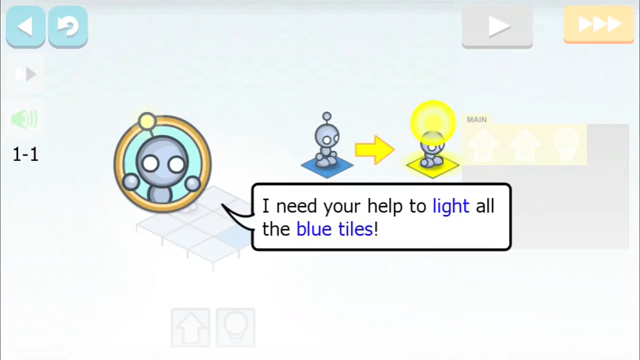 1-1
MAIN
I need your help to light all
the blue tiles!